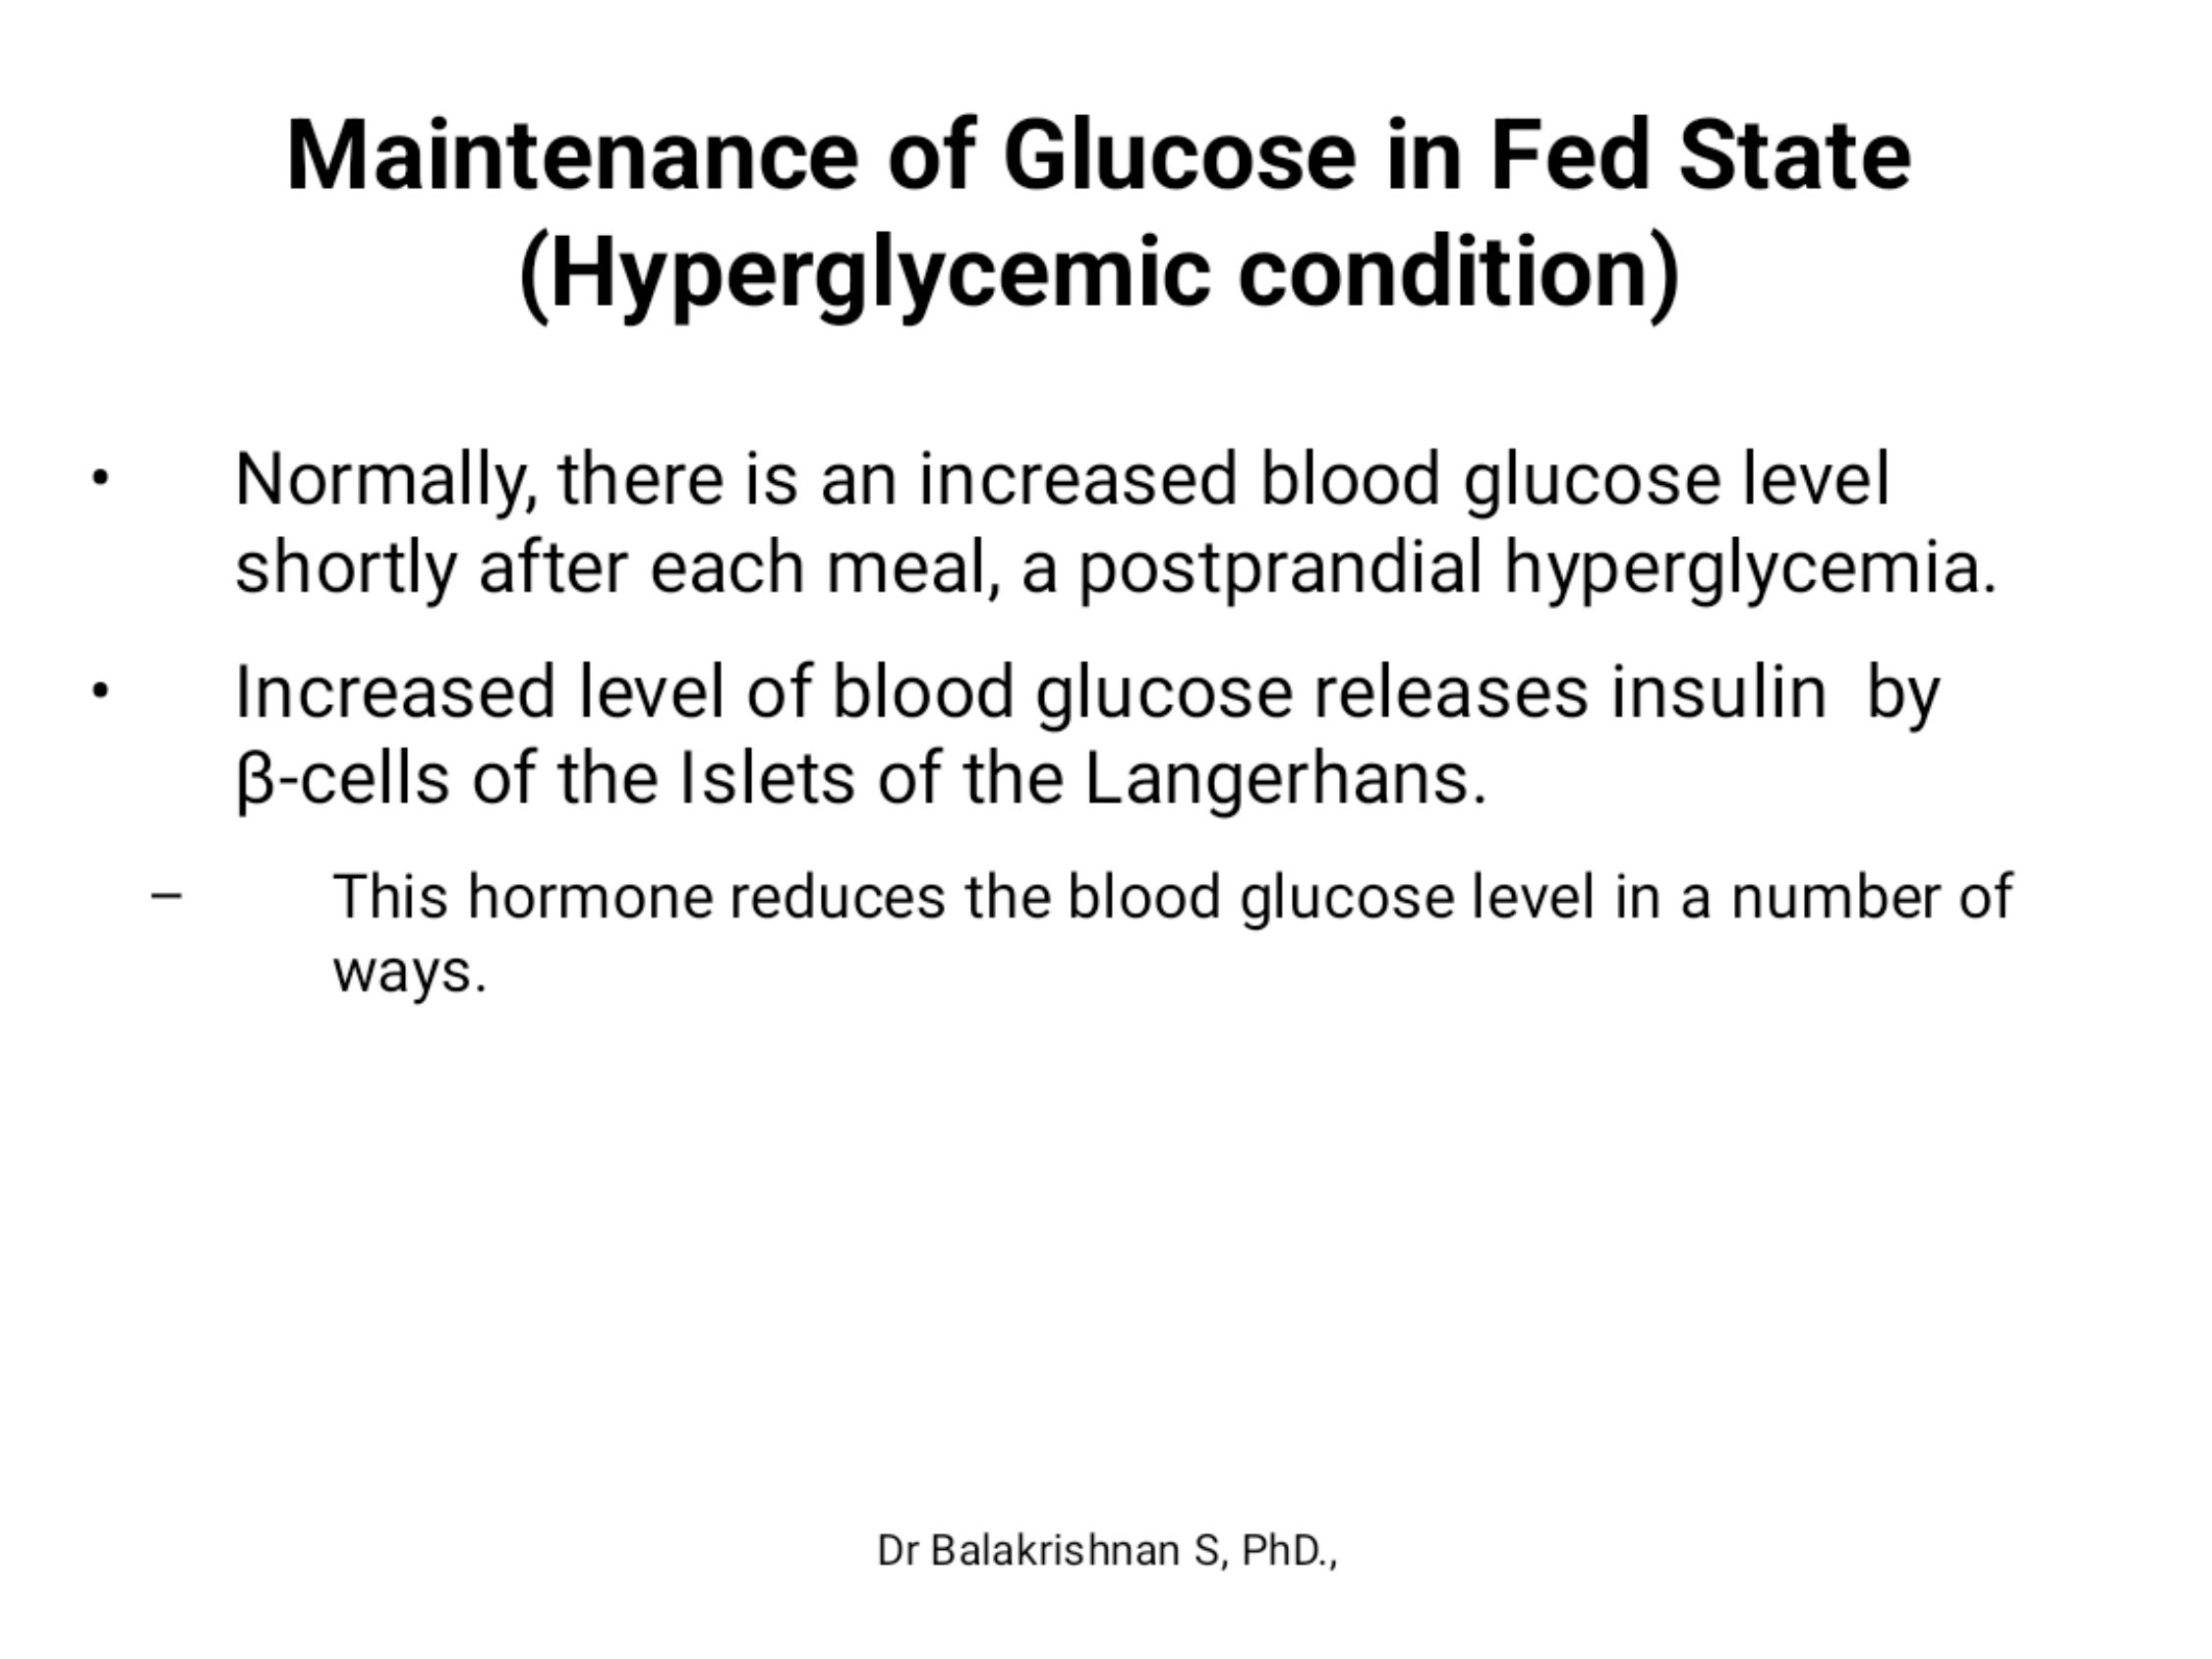 Maintenance of Glucose in Fed State
(Hyperglycemic condition)
• Normally, there is an increased blood glucose level
shortly after each meal, a postprandial hyperglycemia.
• Increased level of blood glucose releases insulin  by
β-cells of the Islets of the Langerhans.
– This hormone reduces the blood glucose level in a number of
ways.
Dr Balakrishnan S, PhD.,